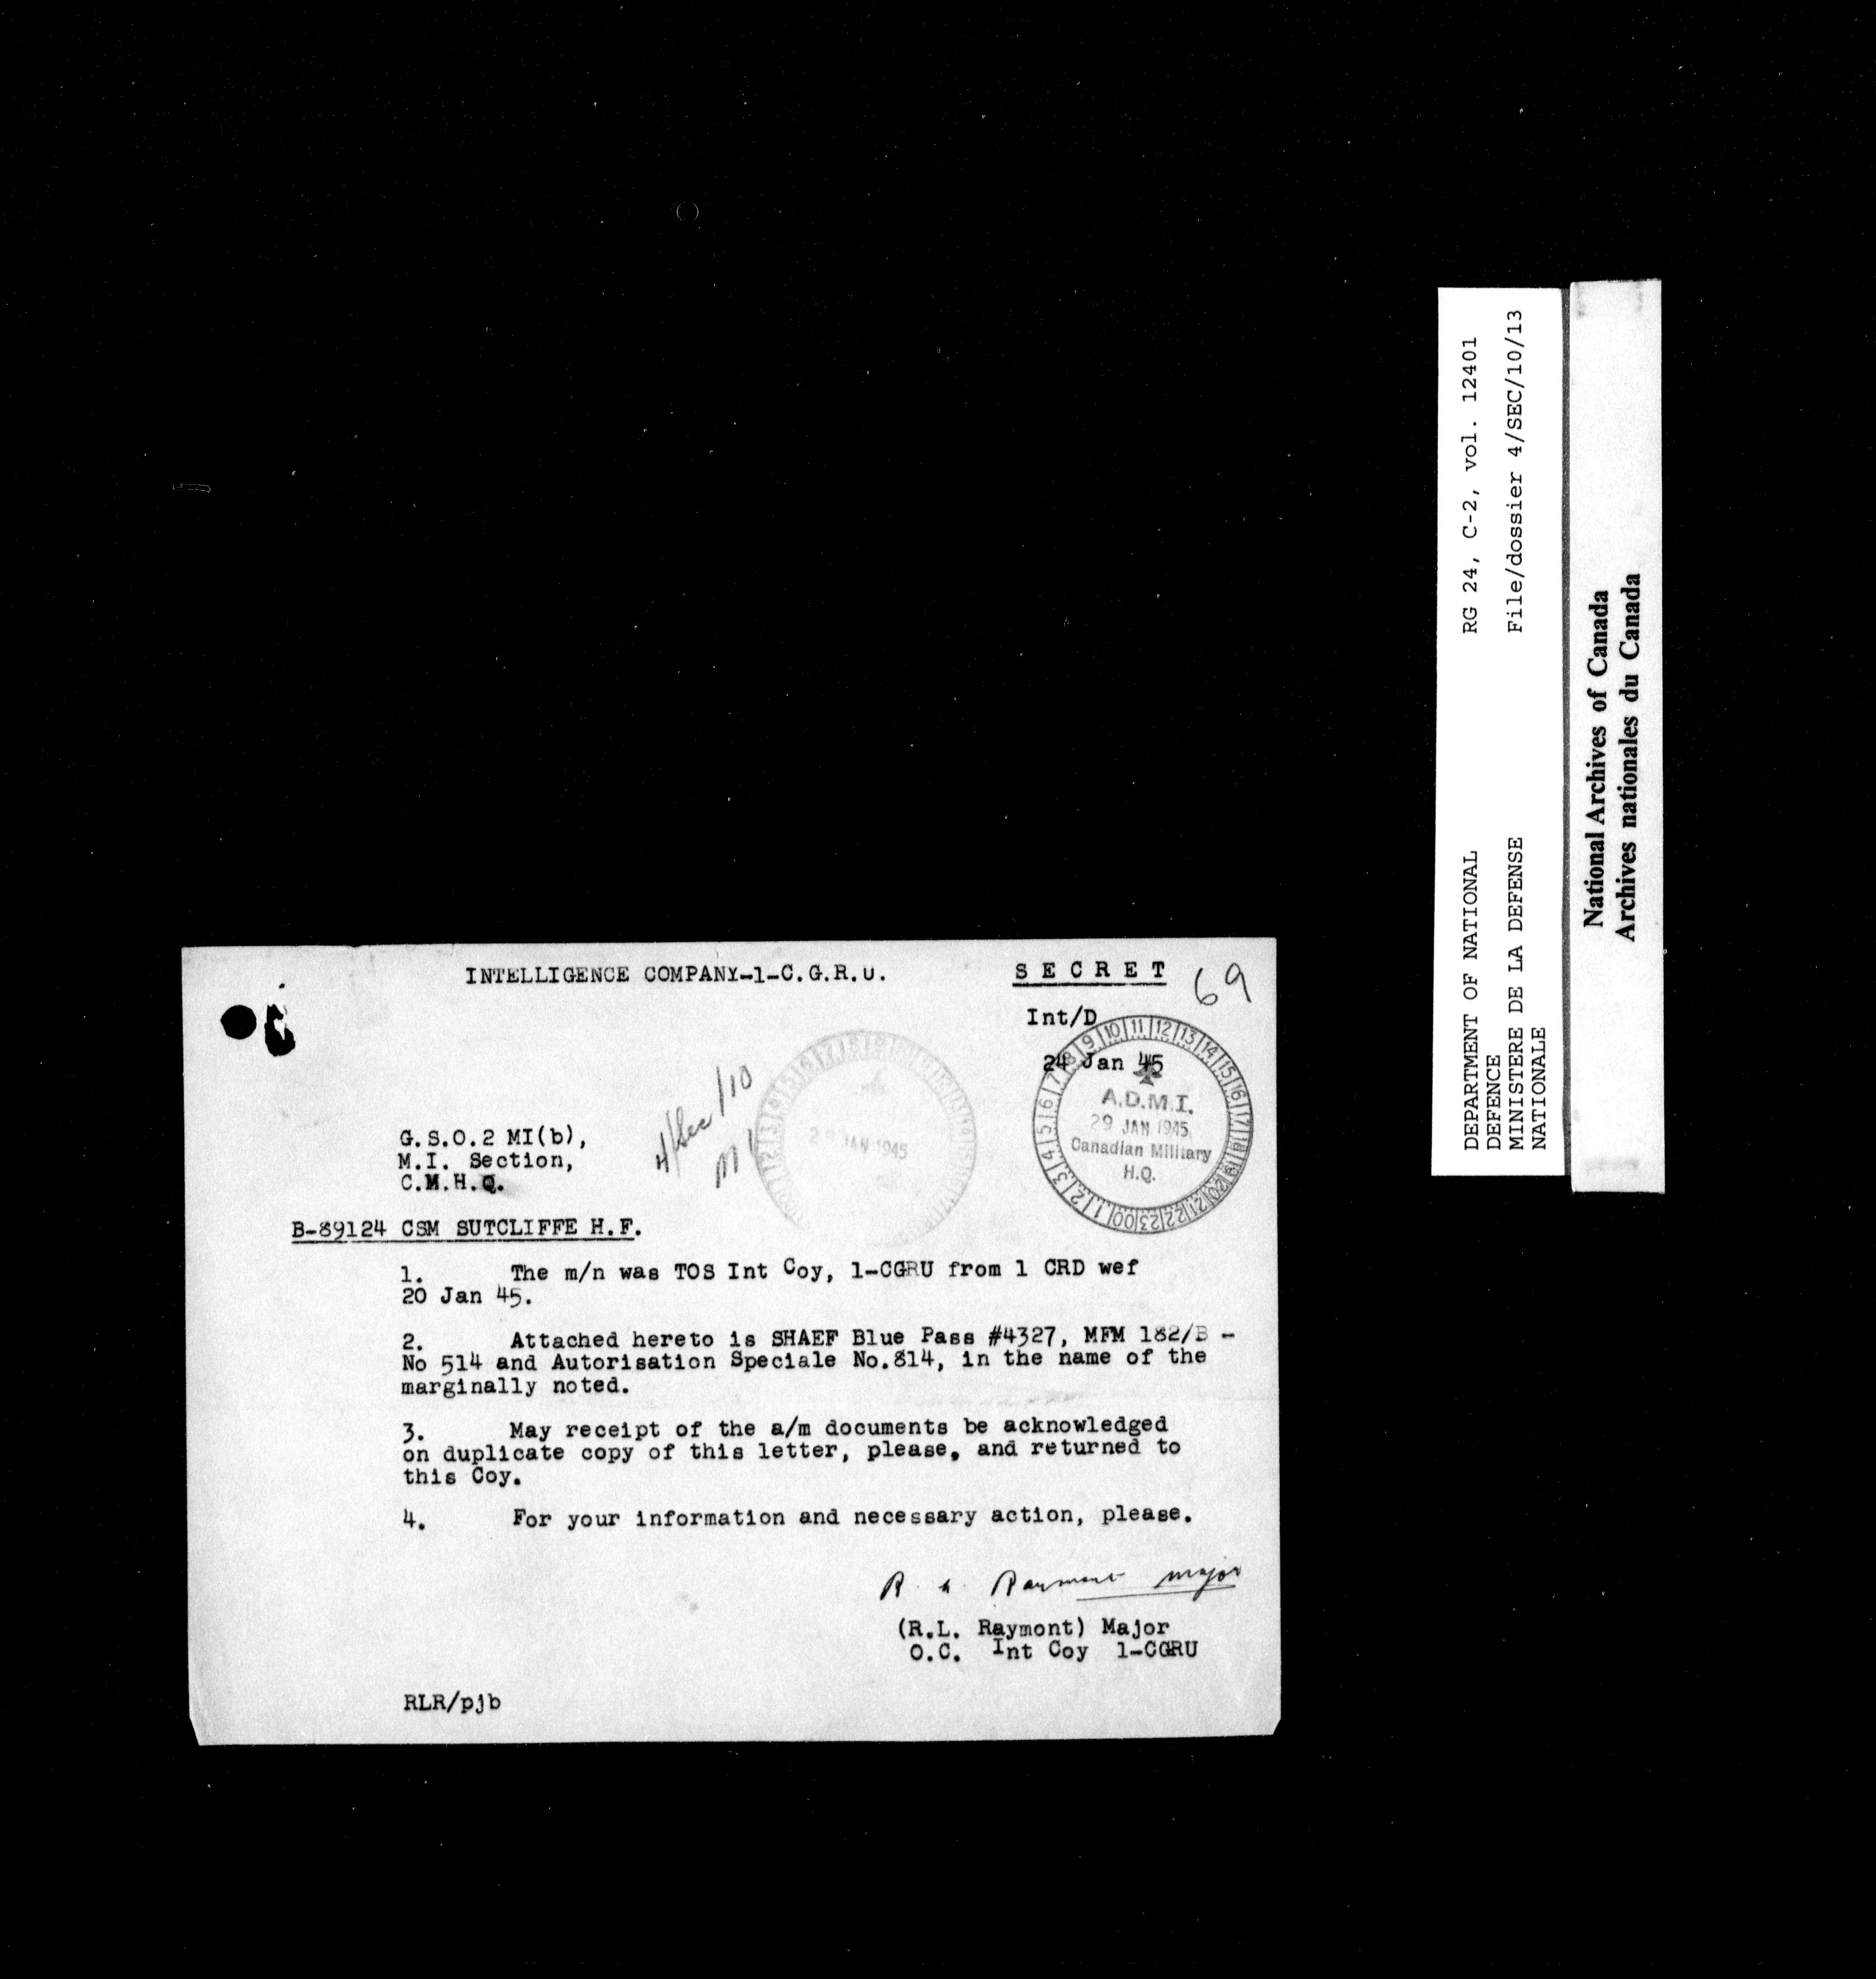 INTELLIGENCE COMPANY-1-C.G.R.U.
SECRET
69
Int/D
24 Jan 45
A.D.M.I.
29 JAN 1945
Canadian Military
H.Q.
JAN 1945
4/Sec/10
G.S.O.2 MI(b),
M.I. Section,
C.M.H.Q.
B-89124 CSM SUTCLIFFE H.F.
1. The m/n was TOS Int Coy, 1-CGRU from 1 CRD wef
20 Jan 45.
2. Attached hereto is SHAEF Blue Pass #4327, MFM 182/B -
No 514 and Autorisation Speciale No.814, in the name of the
marginally noted.
3. May receipt of the a/m documents be acknowledged
on duplicate copy of this letter, please, and returned to
this Coy.
4. For your information and necessary action, please.
R. L. Raymont Major
(R.L. Raymont) Major
O.C. Int Coy 1-CGRU
RLR/pjb
DEPARTMENT OF NATIONAL
DEFENCE
MINISTERE DE LA DEFENSE
NATIONALE
RG 24, C-2, vol. 12401
File/dossier 4/SEC/10/13
National Archives of Canada
Archives nationales du Canada